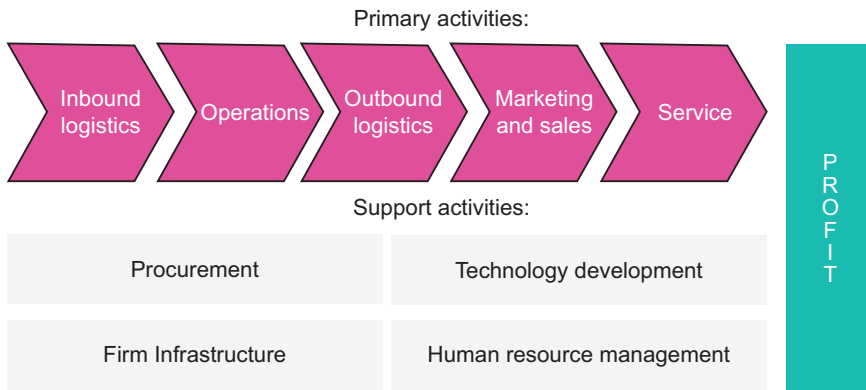 Primary activities:
Inbound
logistics
Operations
Outbound
logistics
Marketing
and sales
Service
Support activities:
Procurement
Technology development
Firm Infrastructure
Human resource management
PROFIT